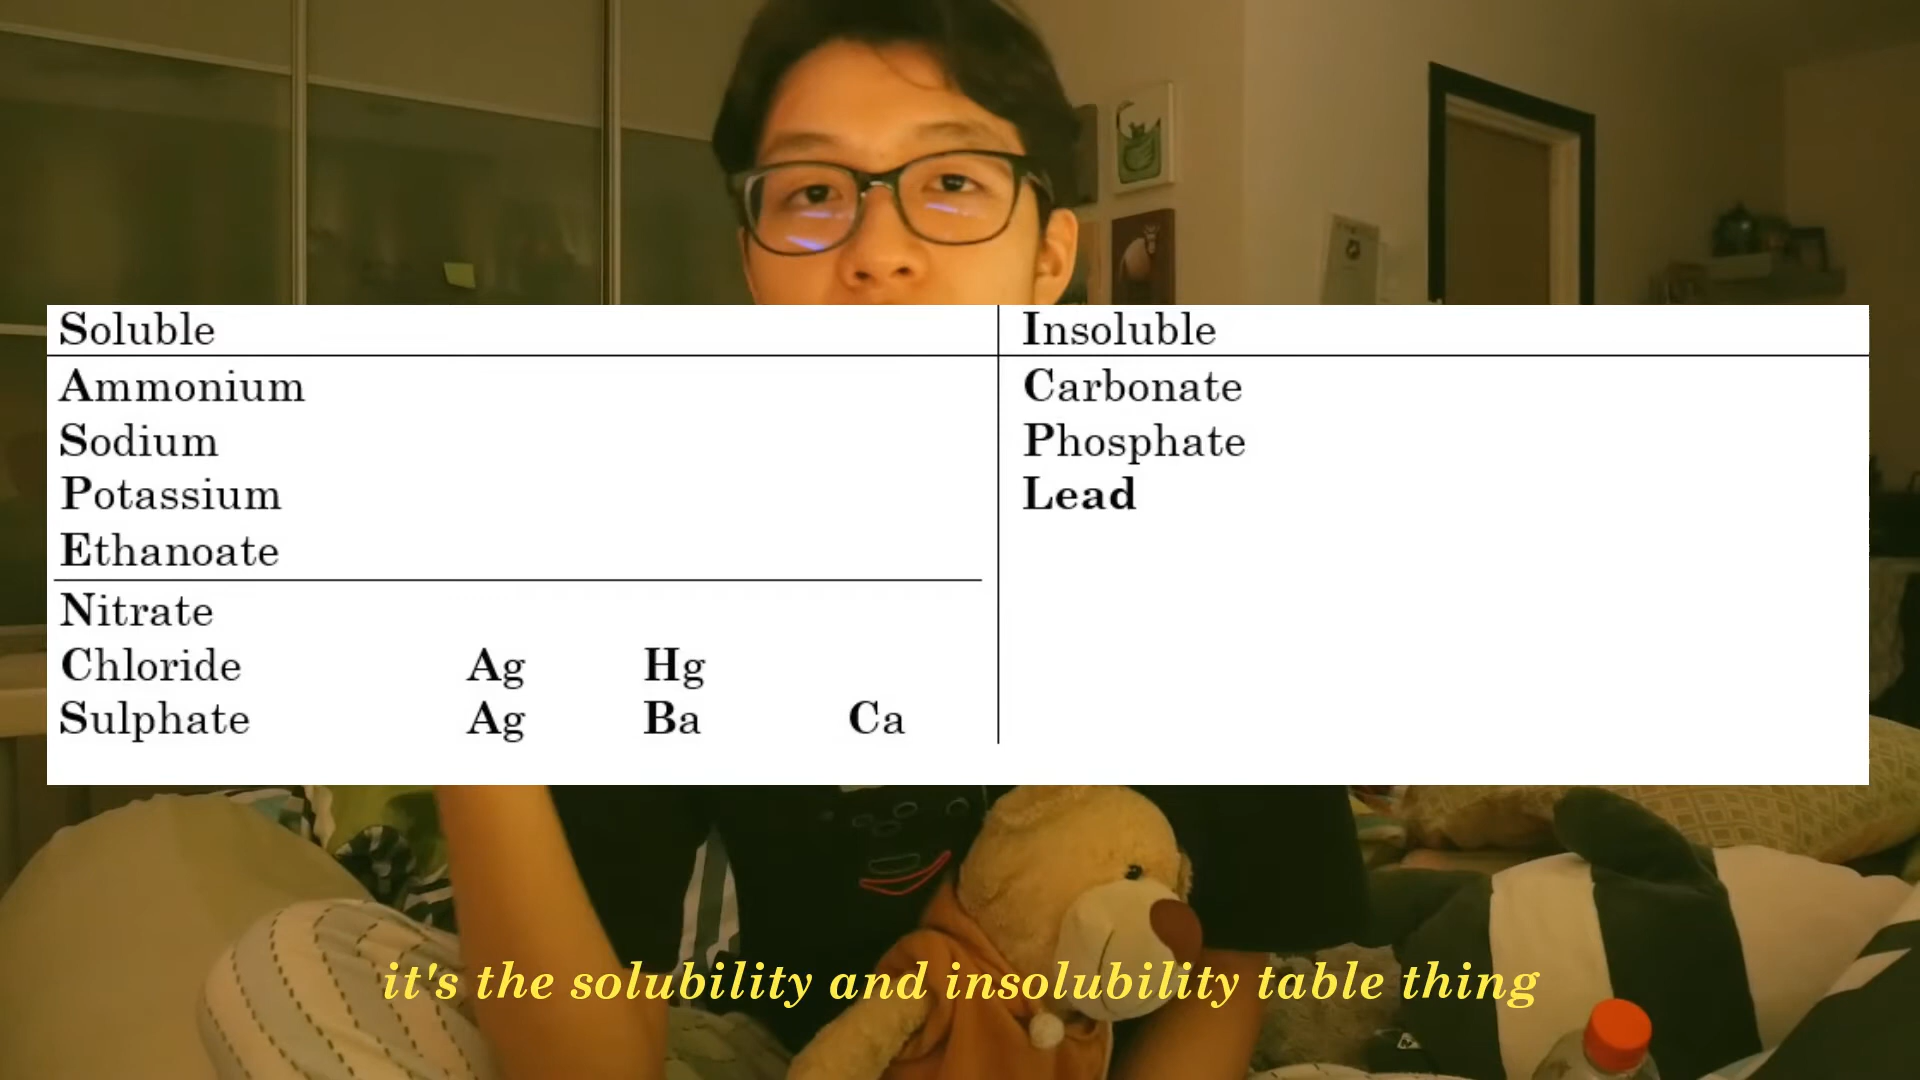 Soluble Insoluble
Ammonium Carbonate
Sodium Phosphate
Potassium Lead
Ethanoate
Nitrate
Chloride Ag Hg
Sulphate Ag Ba Ca
it's the solubility and insolubility table thing